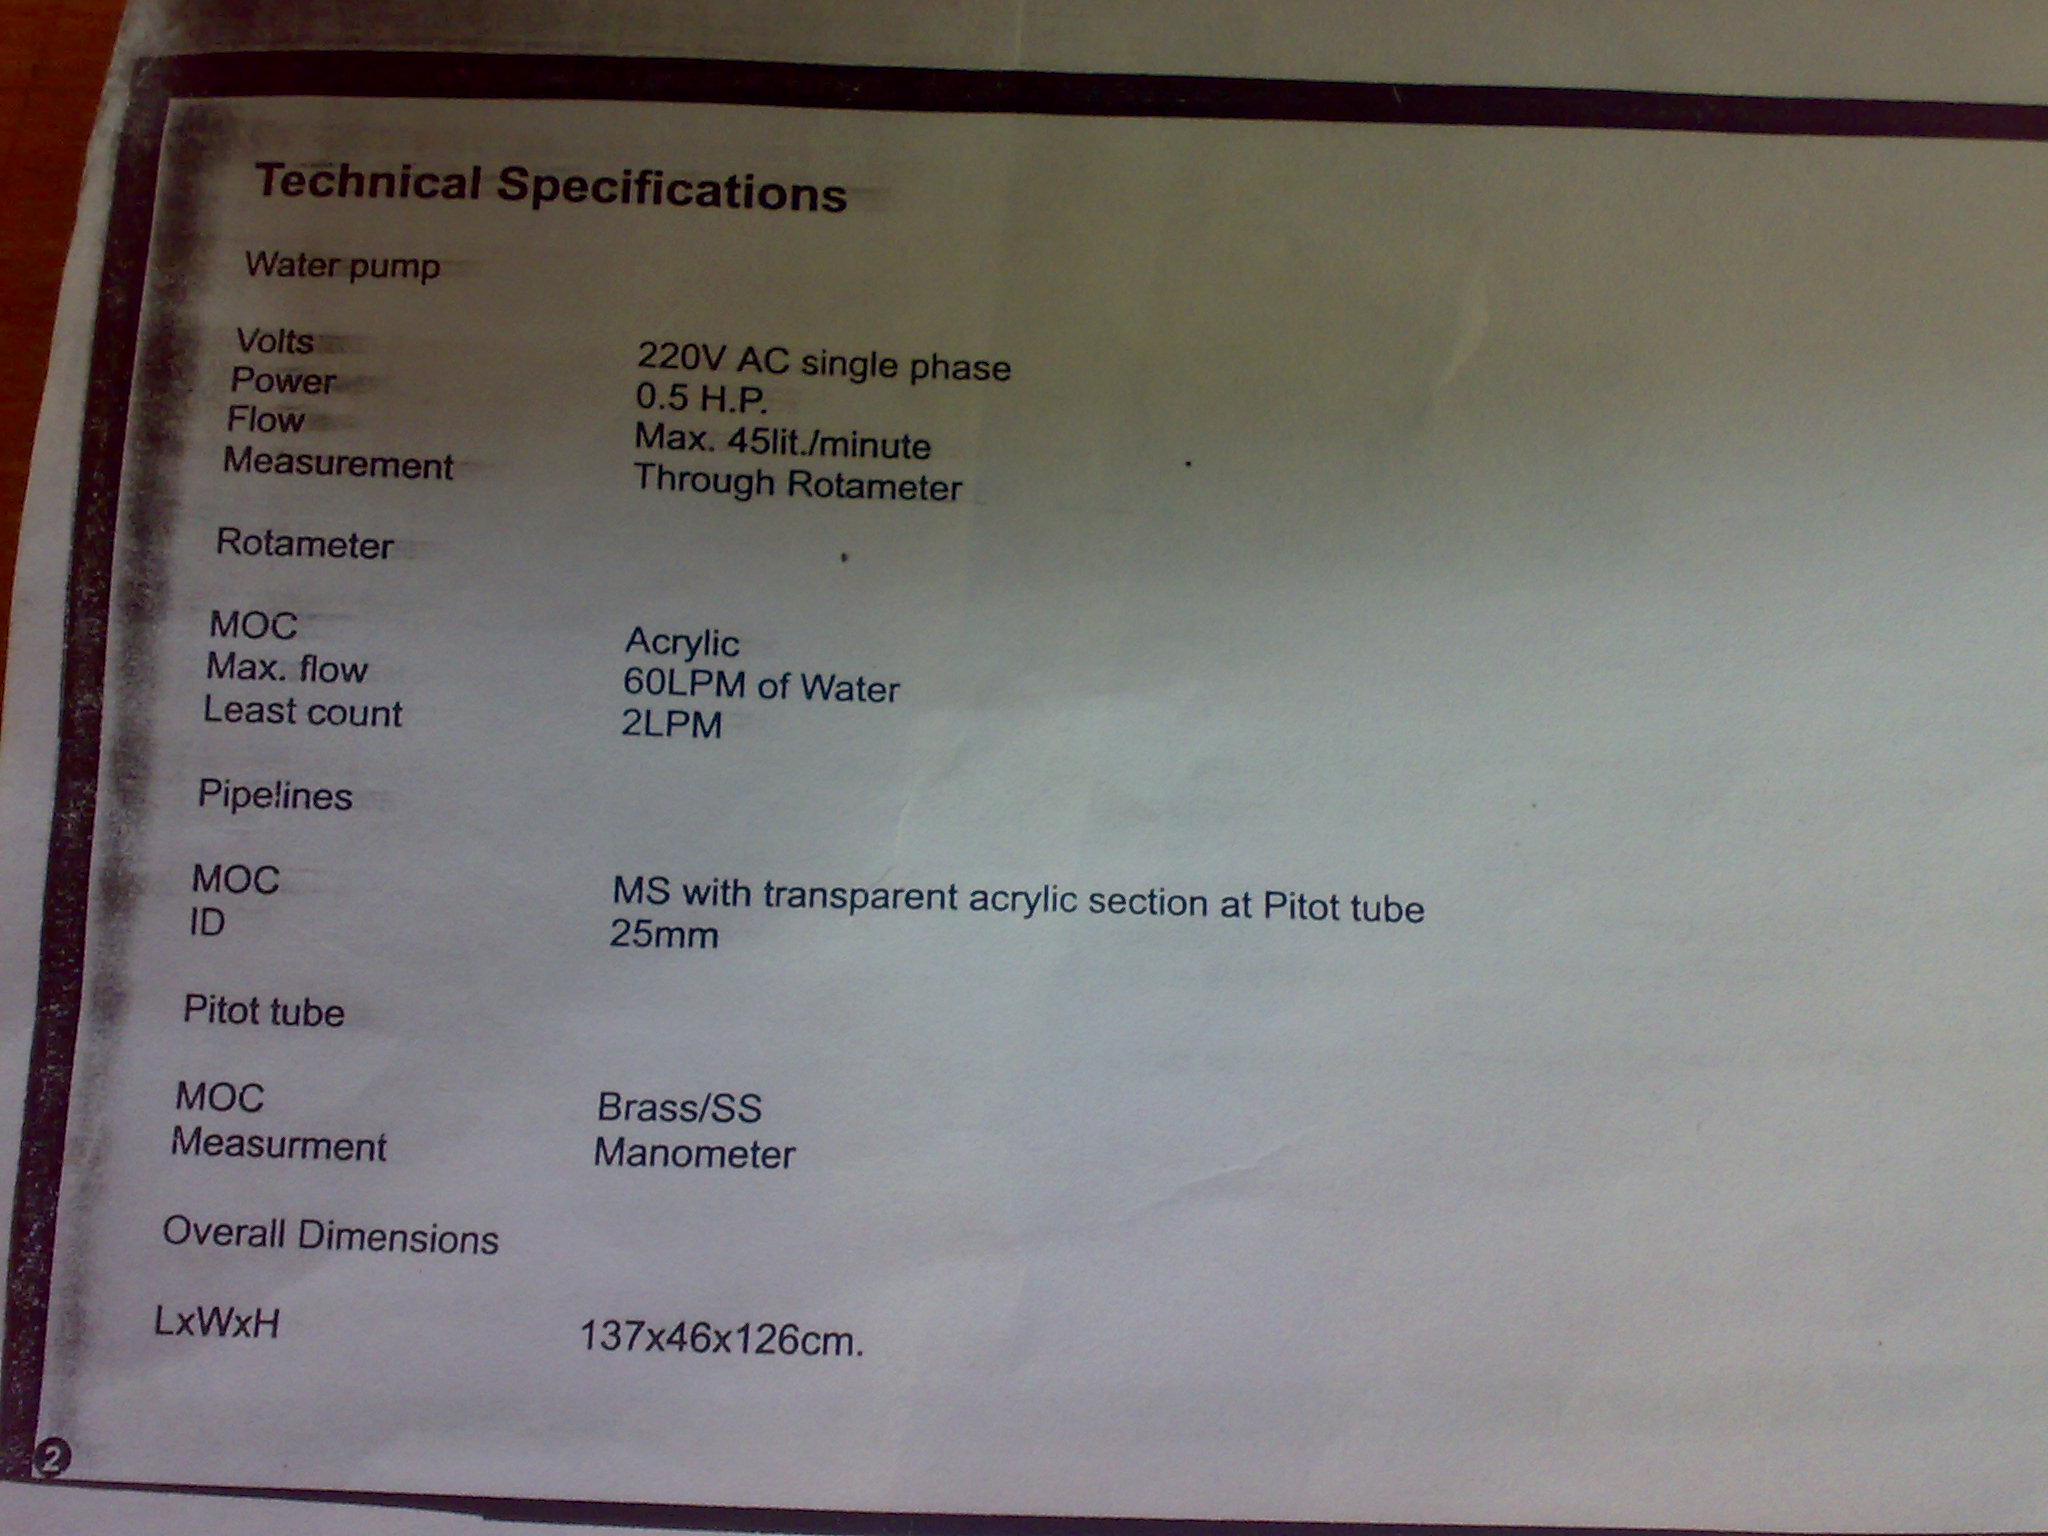 Technical Specifications
Water pump
Volts 220V AC single phase
Power 0.5 H.P.
Flow Max. 45lit./minute
Measurement Through Rotameter
Rotameter
MOC Acrylic
Max. flow 60LPM of Water
Least count 2LPM
Pipelines
MOC MS with transparent acrylic section at Pitot tube
ID 25mm
Pitot tube
MOC Brass/SS
Measurment Manometer
Overall Dimensions
LxWxH 137x46x126cm.
2